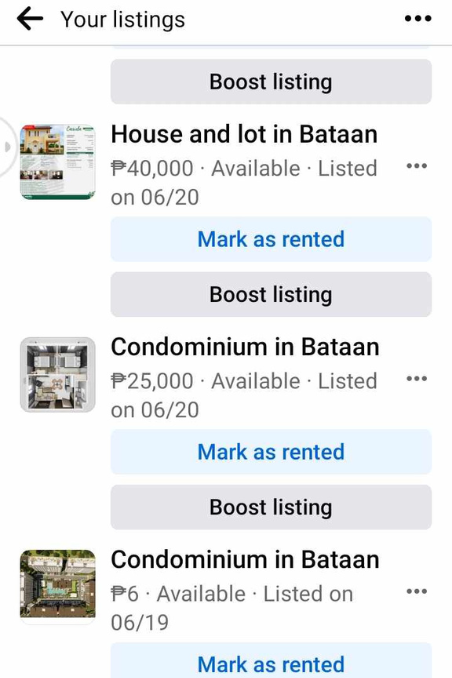 Your listings
Boost listing
House and lot in Bataan
₱40,000 · Available · Listed
on 06/20
Mark as rented
Boost listing
Condominium in Bataan
₱25,000 · Available · Listed
on 06/20
Mark as rented
Boost listing
Condominium in Bataan
₱6 · Available · Listed on
06/19
Mark as rented